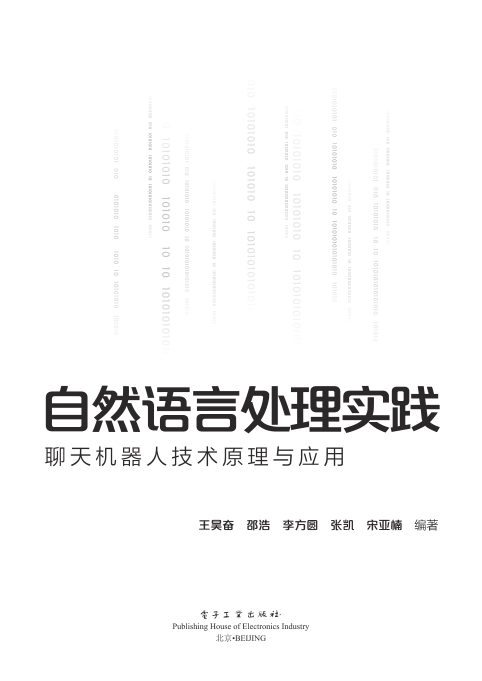 自然语言处理实践
聊天机器人技术原理与应用
王昊奋 邵浩 李方圆 张凯 宋亚楠 编著
电子工业出版社
Publishing House of Electronics Industry
北京•BEIJING